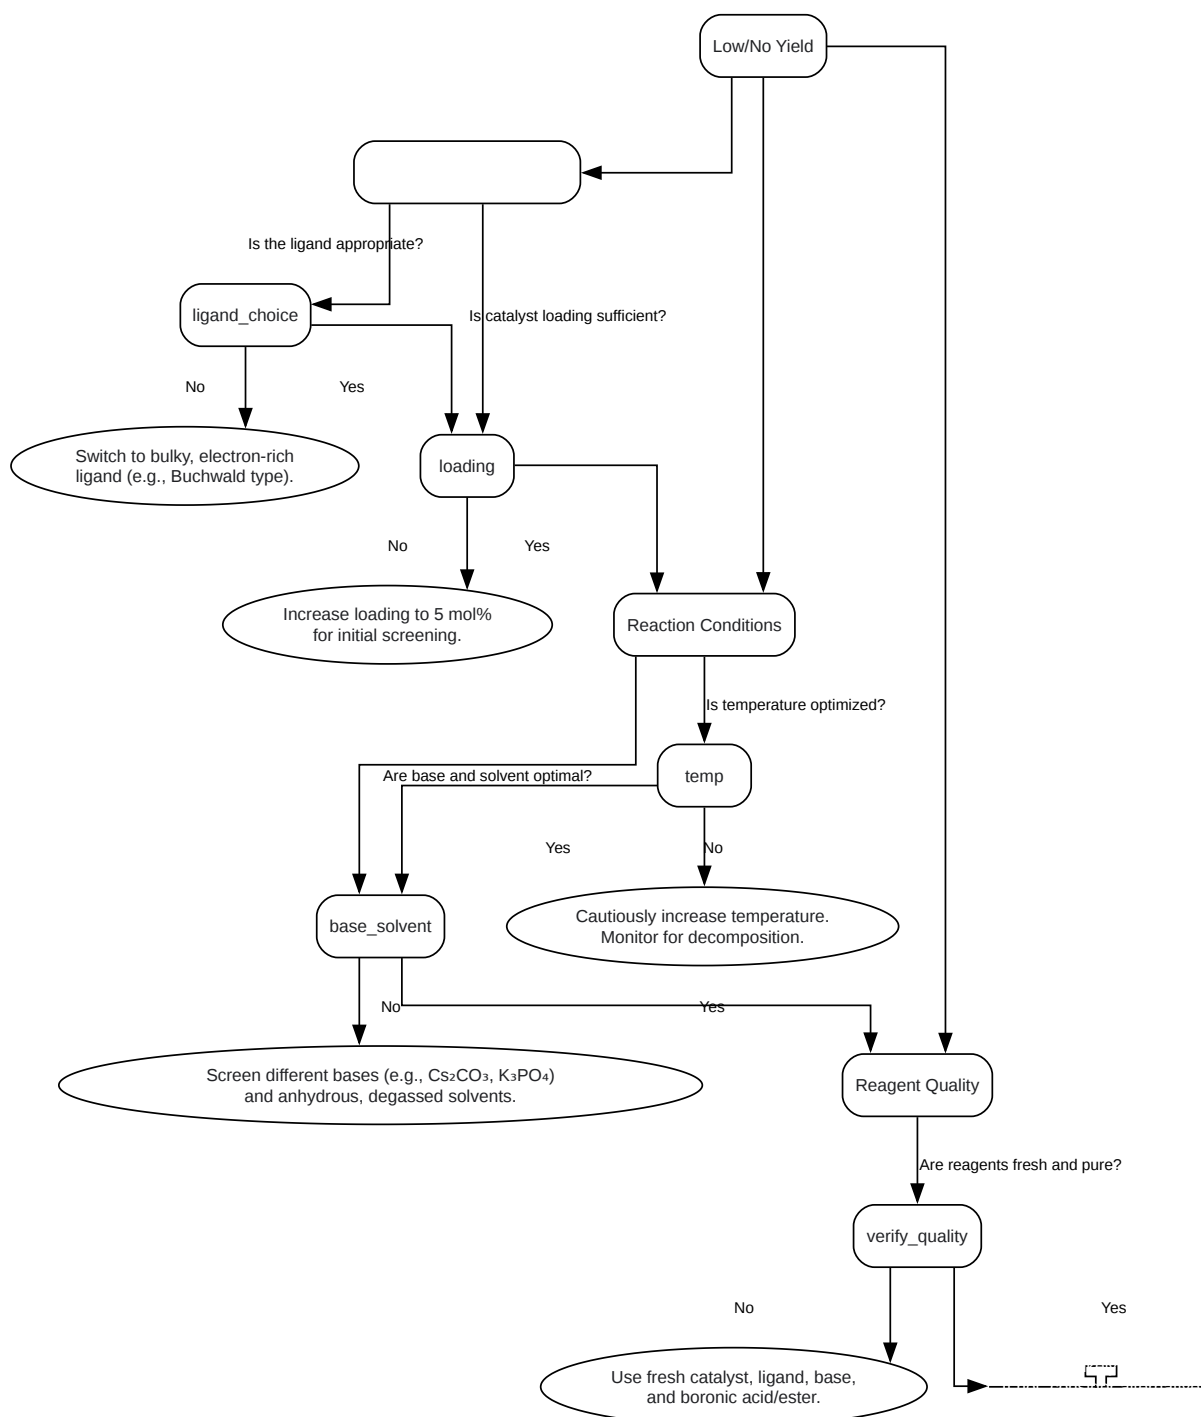 Low/No Yield
Is the ligand appropriate?
ligand_choice
Is catalyst loading sufficient?
No
Yes
Switch to bulky, electron-rich
ligand (e.g., Buchwald type).
loading
No
Yes
Increase loading to 5 mol%
for initial screening.
Reaction Conditions
Is temperature optimized?
Are base and solvent optimal?
temp
Yes
No
base_solvent
Cautiously increase temperature.
Monitor for decomposition.
No
Yes
Screen different bases (e.g., Cs₂CO₃, K₃PO₄)
and anhydrous, degassed solvents.
Reagent Quality
Are reagents fresh and pure?
verify_quality
No
Yes
Use fresh catalyst, ligand, base,
and boronic acid/ester.